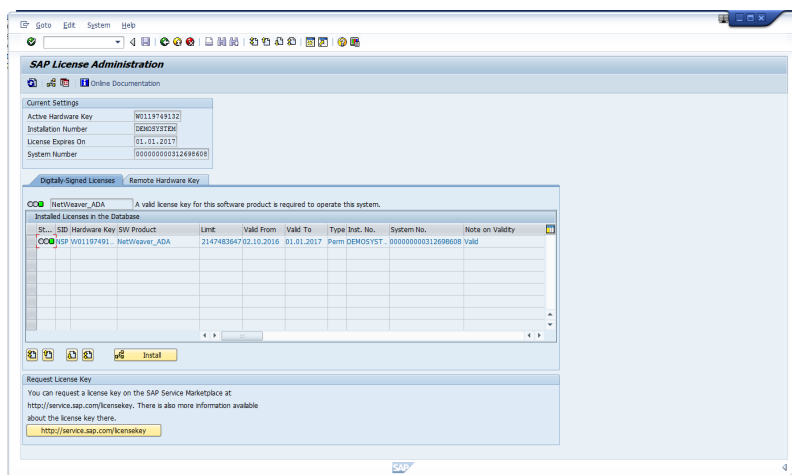 Goto Edit System Help
SAP License Administration
Online Documentation
Current Settings
Active Hardware Key W0119749132
Installation Number DEMOSYSTEM
License Expires On 01.01.2017
System Number 000000000312698608
Digitally-Signed Licenses Remote Hardware Key
NetWeaver_ADA A valid license key for this software product is required to operate this system.
Installed Licenses in the Database
St... SID Hardware Key SW Product Limit Valid From Valid To Type Inst. No. System No. Note on Validity
NSP W01197491.. NetWeaver_ADA 2147483647 02.10.2016 01.01.2017 Perm DEMOSYST.. 000000000312698608 Valid
Install
Request License Key
You can request a license key on the SAP Service Marketplace at
http://service.sap.com/licensekey. There is also more information available
about the license key there.
http://service.sap.com/licensekey
SAP